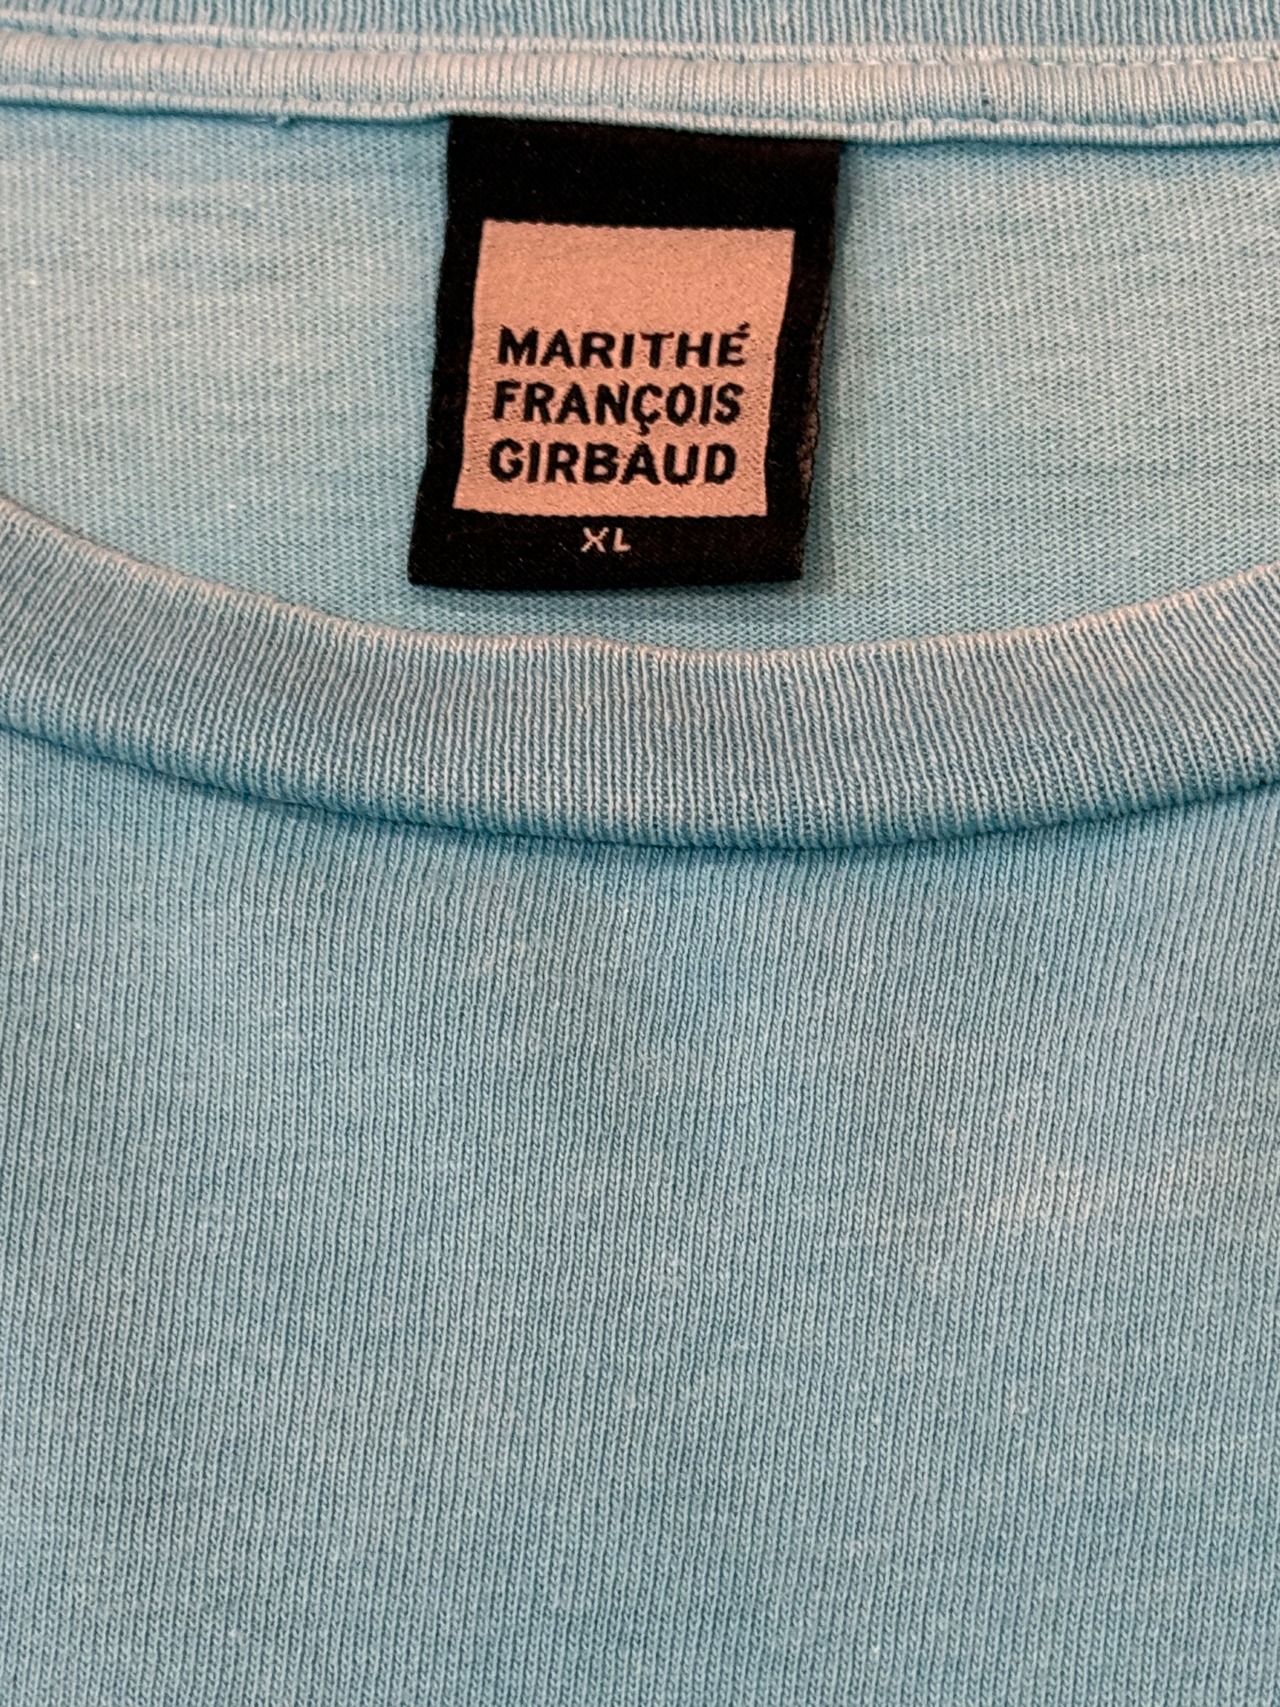 MARITHÉ
FRANÇOIS
GIRBAUD
XL